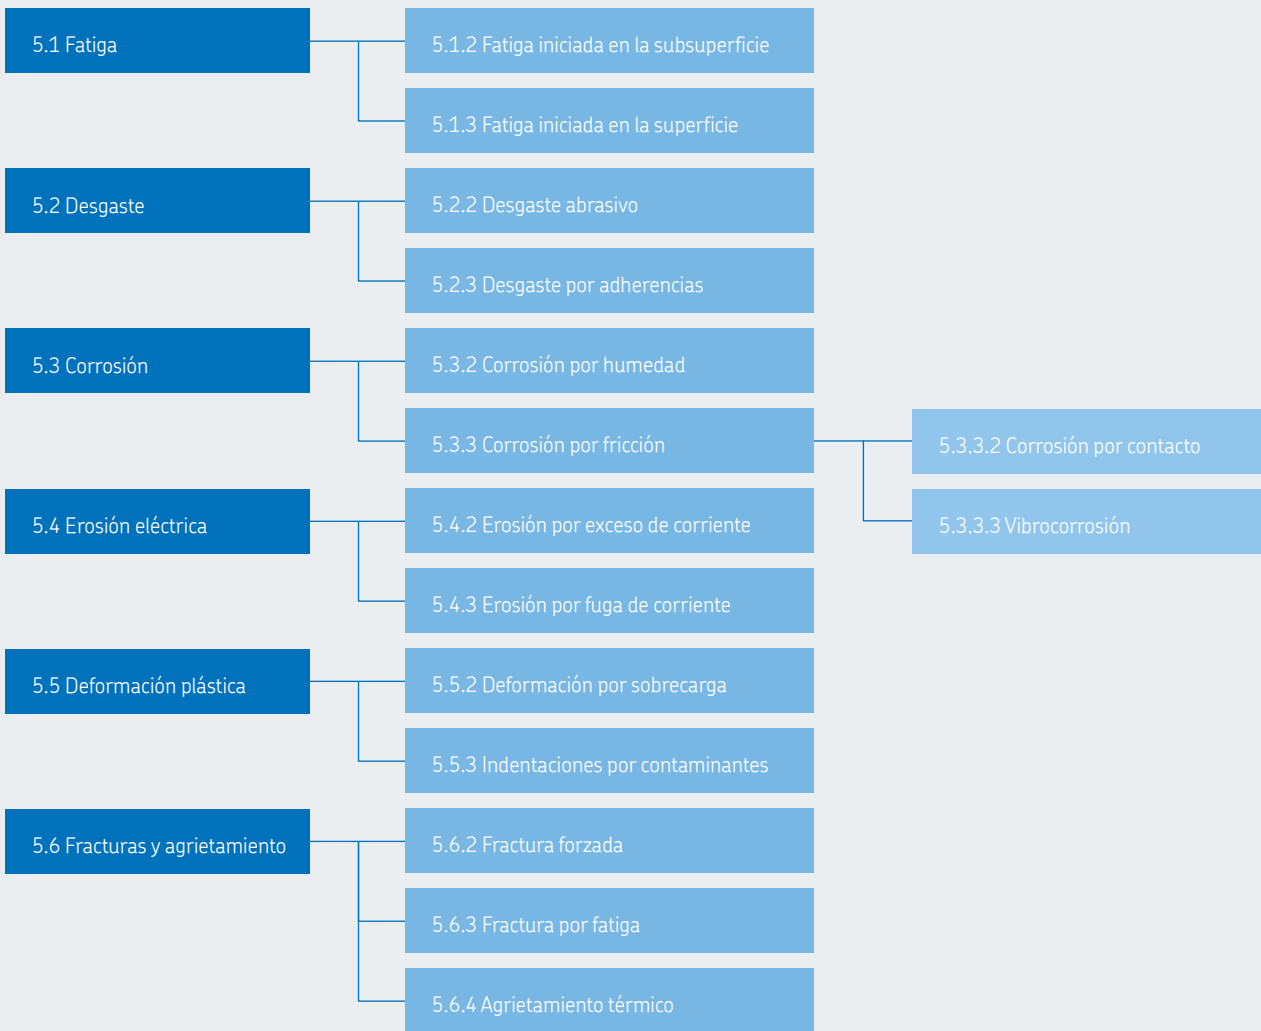 5.1 Fatiga
5.1.2 Fatiga iniciada en la subsuperficie
5.1.3 Fatiga iniciada en la superficie
5.2 Desgaste
5.2.2 Desgaste abrasivo
5.2.3 Desgaste por adherencias
5.3 Corrosión
5.3.2 Corrosión por humedad
5.3.3 Corrosión por fricción
5.3.3.2 Corrosión por contacto
5.3.3.3 Vibrocorrosión
5.4 Erosión eléctrica
5.4.2 Erosión por exceso de corriente
5.4.3 Erosión por fuga de corriente
5.5 Deformación plástica
5.5.2 Deformación por sobrecarga
5.5.3 Indentaciones por contaminantes
5.6 Fracturas y agrietamiento
5.6.2 Fractura forzada
5.6.3 Fractura por fatiga
5.6.4 Agrietamiento térmico